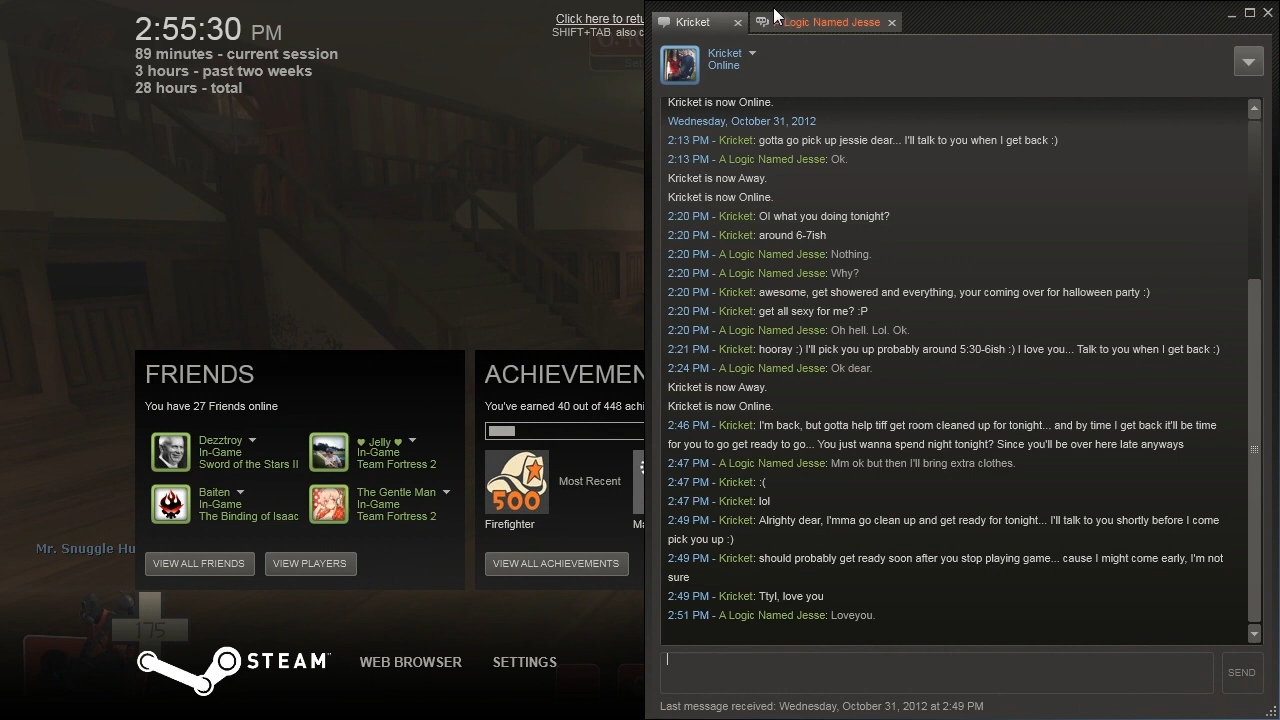 2:55:30 PM
89 minutes - current session
3 hours - past two weeks
28 hours - total
Click here to retu
SHIFT+TAB also c
FRIENDS
You have 27 Friends online
Dezztroy
In-Game
Sword of the Stars II
♥ Jelly ♥
In-Game
Team Fortress 2
Baiten
In-Game
The Binding of Isaac
The Gentle Man
In-Game
Team Fortress 2
VIEW ALL FRIENDS
VIEW PLAYERS
ACHIEVEMEN
You've earned 40 out of 448 achi
500
Most Recent
Firefighter
Ma
VIEW ALL ACHIEVEMENTS
Mr. Snuggle Hu
175
STEAM™
WEB BROWSER
SETTINGS
Kricket
Logic Named Jesse
Kricket
Online
Kricket is now Online.
Wednesday, October 31, 2012
2:13 PM - Kricket: gotta go pick up jessie dear... I'll talk to you when I get back :)
2:13 PM - A Logic Named Jesse: Ok.
Kricket is now Away.
Kricket is now Online.
2:20 PM - Kricket: OI what you doing tonight?
2:20 PM - Kricket: around 6-7ish
2:20 PM - A Logic Named Jesse: Nothing.
2:20 PM - A Logic Named Jesse: Why?
2:20 PM - Kricket: awesome, get showered and everything, your coming over for halloween party :)
2:20 PM - Kricket: get all sexy for me? :P
2:20 PM - A Logic Named Jesse: Oh hell. Lol. Ok.
2:21 PM - Kricket: hooray :) I'll pick you up probably around 5:30-6ish :) I love you... Talk to you when I get back :)
2:24 PM - A Logic Named Jesse: Ok dear.
Kricket is now Away.
Kricket is now Online.
2:46 PM - Kricket: I'm back, but gotta help tiff get room cleaned up for tonight... and by time I get back it'll be time
for you to go get ready to go... You just wanna spend night tonight? Since you'll be over here late anyways
2:47 PM - A Logic Named Jesse: Mm ok but then I'll bring extra clothes.
2:47 PM - Kricket: :(
2:47 PM - Kricket: lol
2:49 PM - Kricket: Alrighty dear, I'mma go clean up and get ready for tonight... I'll talk to you shortly before I come
pick you up :)
2:49 PM - Kricket: should probably get ready soon after you stop playing game... cause I might come early, I'm not
sure
2:49 PM - Kricket: Ttyl, love you
2:51 PM - A Logic Named Jesse: Loveyou.
SEND
Last message received: Wednesday, October 31, 2012 at 2:49 PM